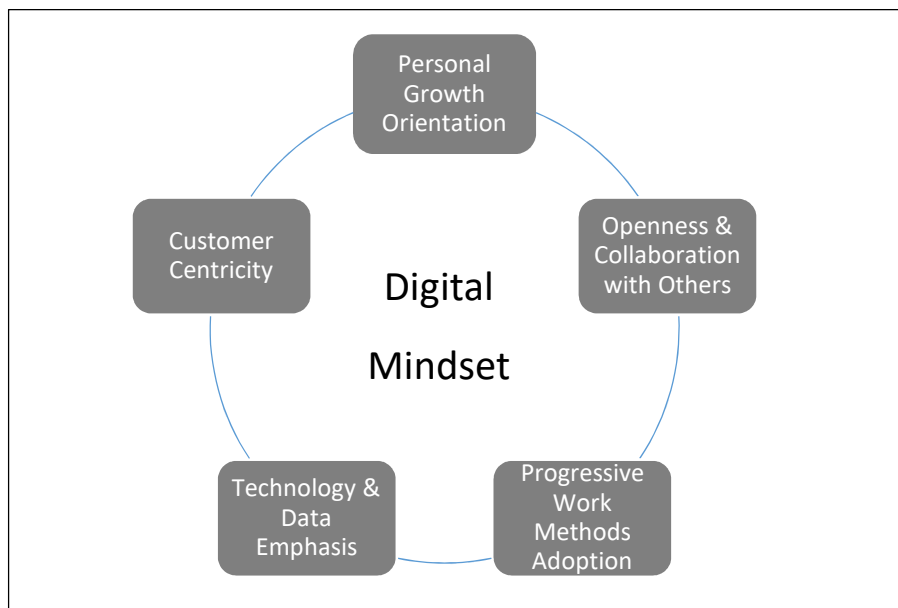 Personal
Growth
Orientation
Openness &
Collaboration
with Others
Progressive
Work
Methods
Adoption
Technology &
Data
Emphasis
Customer
Centricity
Digital
Mindset